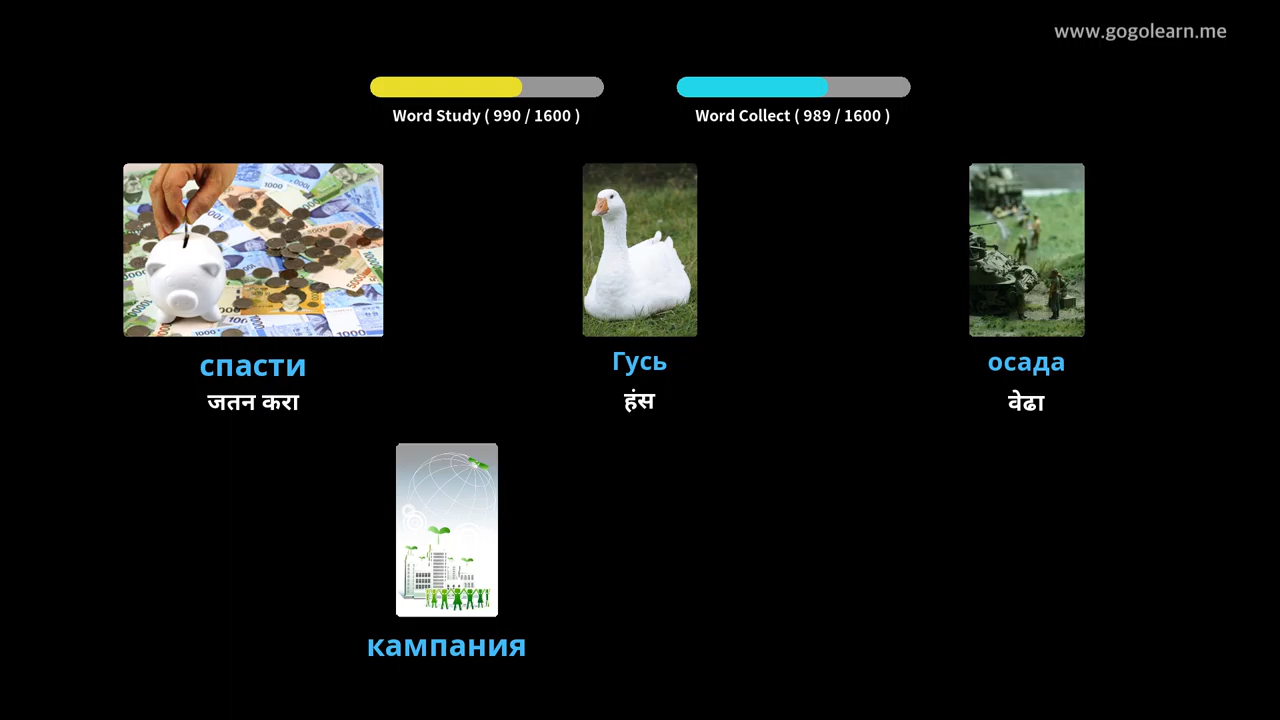 www.gogolearn.me
Word Study ( 990 / 1600 )
Word Collect ( 989 / 1600 )
спасти
जतन करा
Гусь
हंस
осада
वेढा
кампания